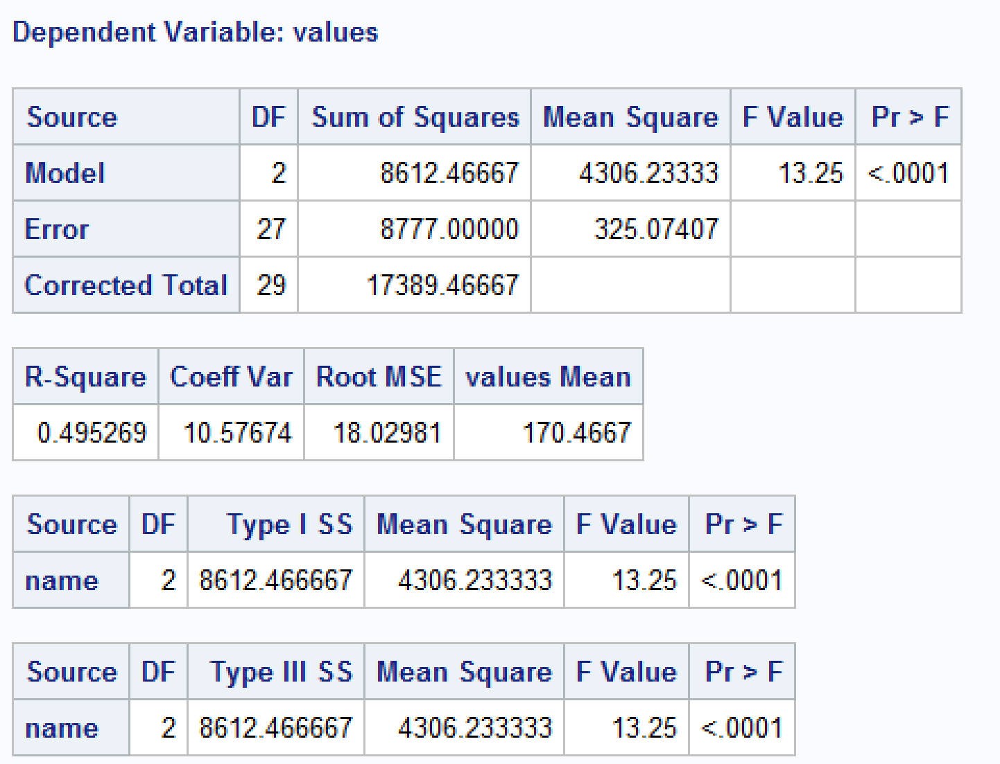 Dependent Variable: values
Source DF Sum of Squares Mean Square F Value Pr > F
Model 2 8612.46667 4306.23333 13.25 <.0001
Error 27 8777.00000 325.07407
Corrected Total 29 17389.46667
R-Square Coeff Var Root MSE values Mean
0.495269 10.57674 18.02981 170.4667
Source DF Type I SS Mean Square F Value Pr > F
name 2 8612.466667 4306.233333 13.25 <.0001
Source DF Type III SS Mean Square F Value Pr > F
name 2 8612.466667 4306.233333 13.25 <.0001